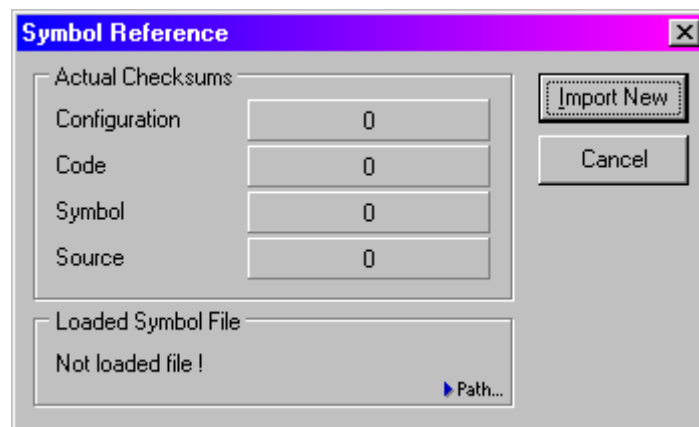 Symbol Reference
Actual Checksums
Configuration 0
Code 0
Symbol 0
Source 0
Import New
Cancel
Loaded Symbol File
Not loaded file !
Path...